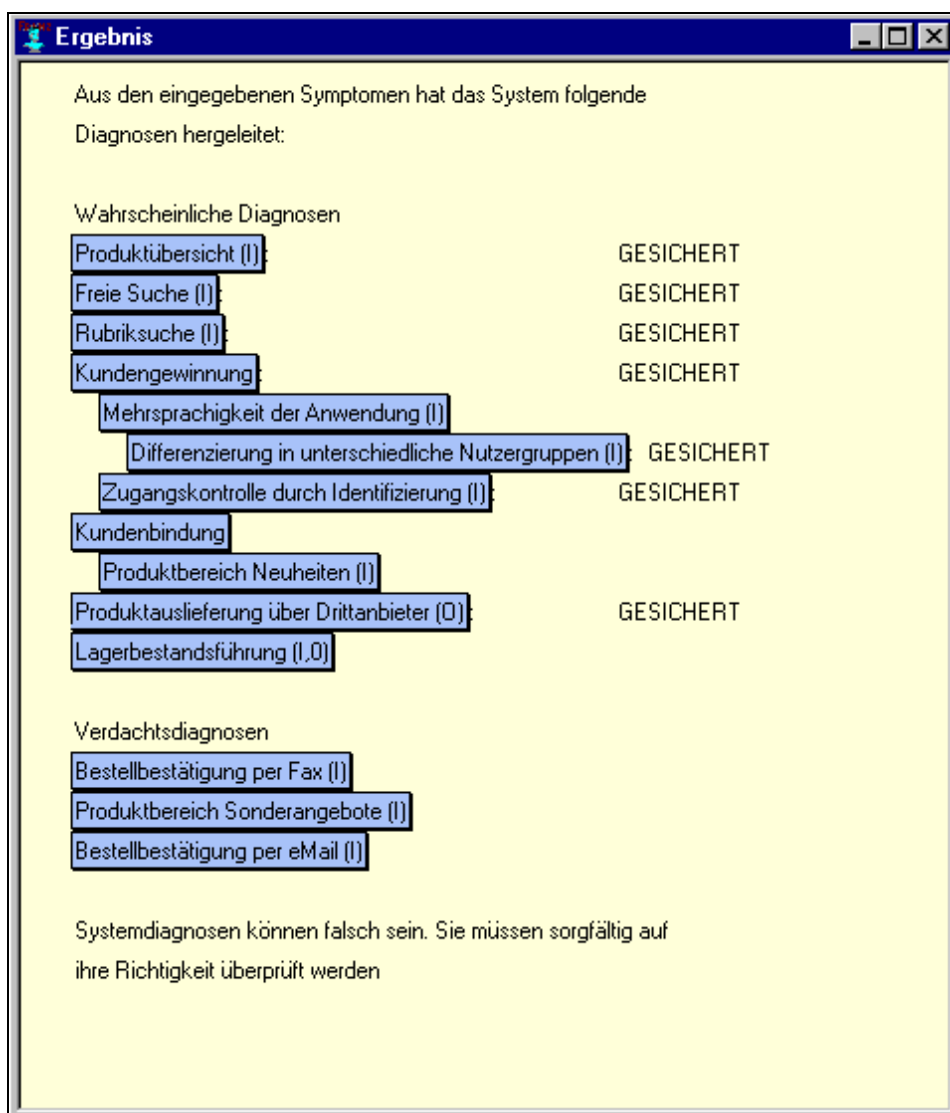 Ergebnis
Aus den eingegebenen Symptomen hat das System folgende
Diagnosen hergeleitet:
Wahrscheinliche Diagnosen
Produktübersicht (I): GESICHERT
Freie Suche (I): GESICHERT
Rubriksuche (I): GESICHERT
Kundengewinnung: GESICHERT
Mehrsprachigkeit der Anwendung (I)
Differenzierung in unterschiedliche Nutzergruppen (I): GESICHERT
Zugangskontrolle durch Identifizierung (I): GESICHERT
Kundenbindung
Produktbereich Neuheiten (I)
Produktauslieferung über Drittanbieter (O): GESICHERT
Lagerbestandsführung (I,O)
Verdachtsdiagnosen
Bestellbestätigung per Fax (I)
Produktbereich Sonderangebote (I)
Bestellbestätigung per eMail (I)
Systemdiagnosen können falsch sein. Sie müssen sorgfältig auf
ihre Richtigkeit überprüft werden